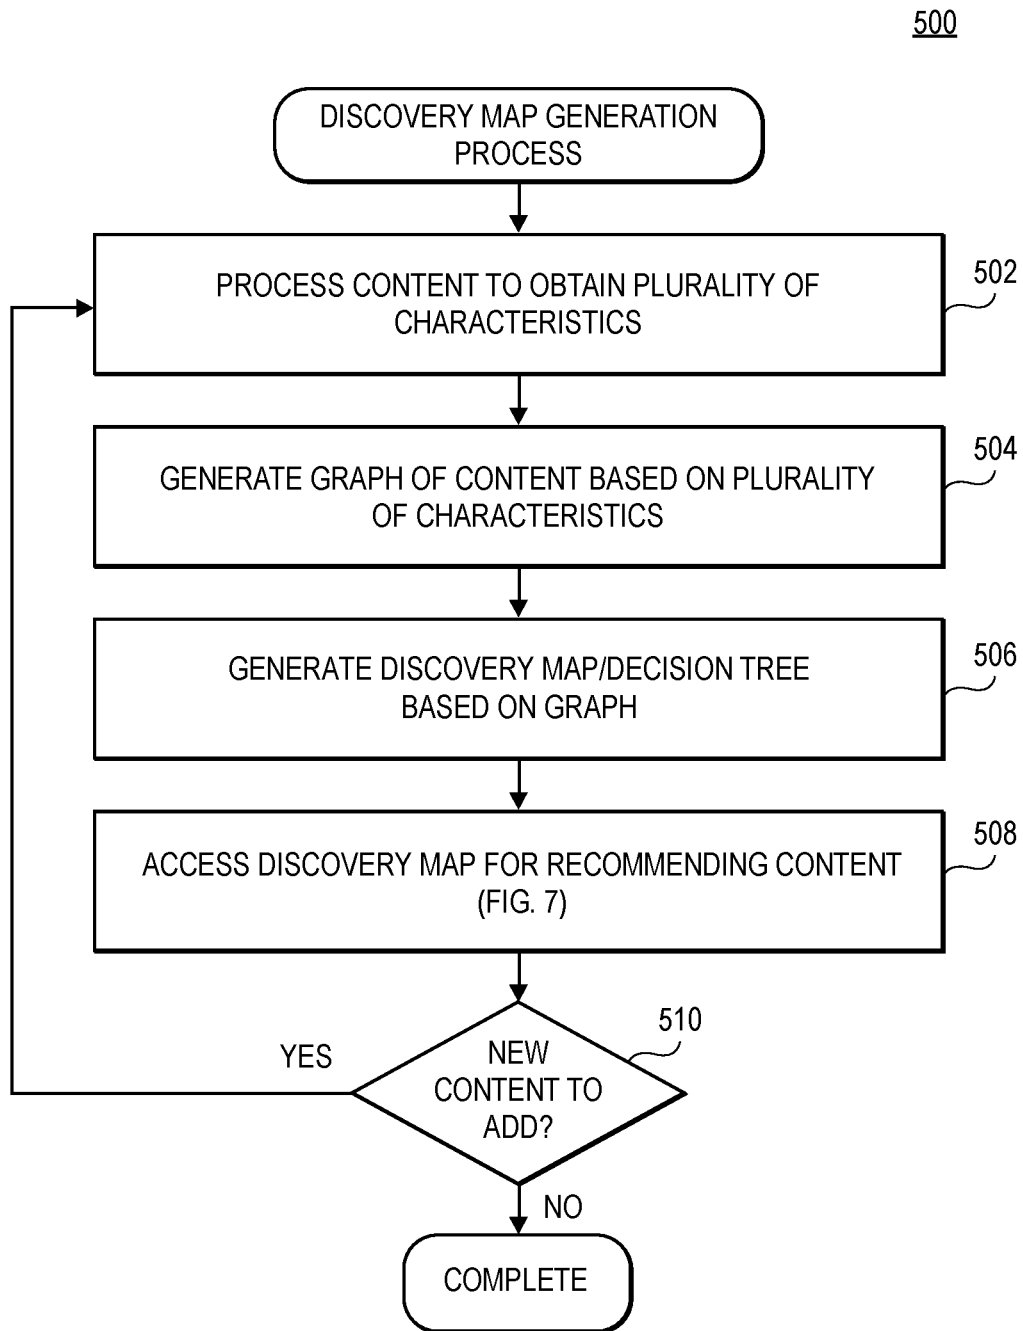 500
DISCOVERY MAP GENERATION
PROCESS
PROCESS CONTENT TO OBTAIN PLURALITY OF
CHARACTERISTICS
502
GENERATE GRAPH OF CONTENT BASED ON PLURALITY
OF CHARACTERISTICS
504
GENERATE DISCOVERY MAP/DECISION TREE
BASED ON GRAPH
506
ACCESS DISCOVERY MAP FOR RECOMMENDING CONTENT
(FIG. 7)
508
NEW
CONTENT TO
ADD?
510
YES
NO
COMPLETE